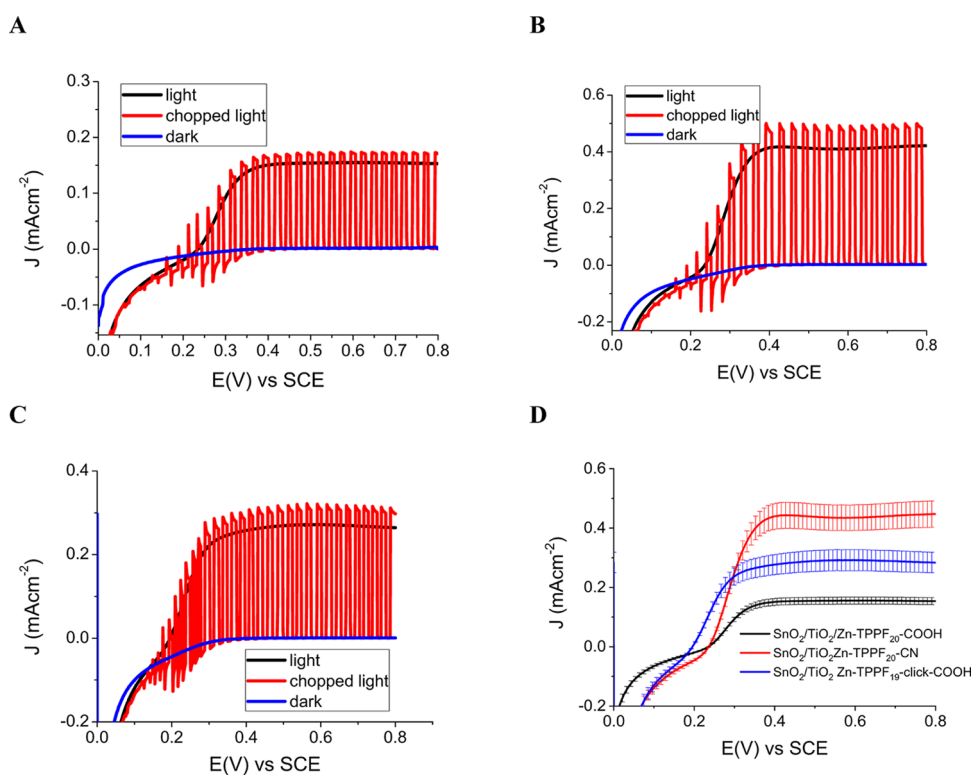 A
0.3
0.2
0.1
0.0
-0.1
J (mAcm⁻²)
light
chopped light
dark
0.0 0.1 0.2 0.3 0.4 0.5 0.6 0.7 0.8
E(V) vs SCE
B
0.6
0.4
0.2
0.0
-0.2
J (mAcm⁻²)
light
chopped light
dark
0.0 0.2 0.4 0.6 0.8
E(V) vs SCE
C
0.4
0.2
0.0
-0.2
J (mAcm⁻²)
light
chopped light
dark
0.0 0.2 0.4 0.6 0.8
E(V) vs SCE
D
0.6
0.4
0.2
0.0
-0.2
J (mAcm⁻²)
SnO₂/TiO₂/Zn-TPPF₂₀-COOH
SnO₂/TiO₂Zn-TPPF₂₀-CN
SnO₂/TiO₂ Zn-TPPF₁₉-click-COOH
0.0 0.2 0.4 0.6 0.8
E(V) vs SCE